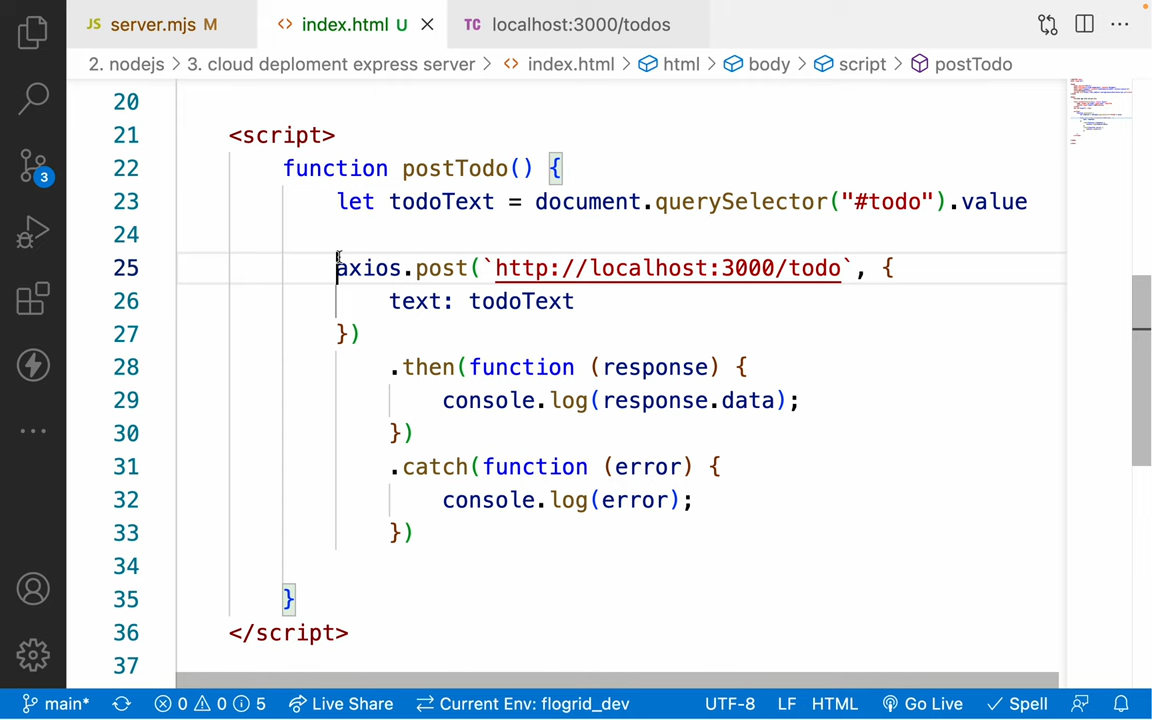 JS server.mjs M
<> index.html U
TC localhost:3000/todos
2. nodejs > 3. cloud deploment express server > <> index.html > html > body > script > postTodo
20
21 <script>
22 function postTodo() {
23 let todoText = document.querySelector("#todo").value
24
25 axios.post(`http://localhost:3000/todo`, {
26 text: todoText
27 })
28 .then(function (response) {
29 console.log(response.data);
30 })
31 .catch(function (error) {
32 console.log(error);
33 })
34
35 }
36 </script>
37
3
main* 0 0 5 Live Share Current Env: flogrid_dev UTF-8 LF HTML Go Live Spell